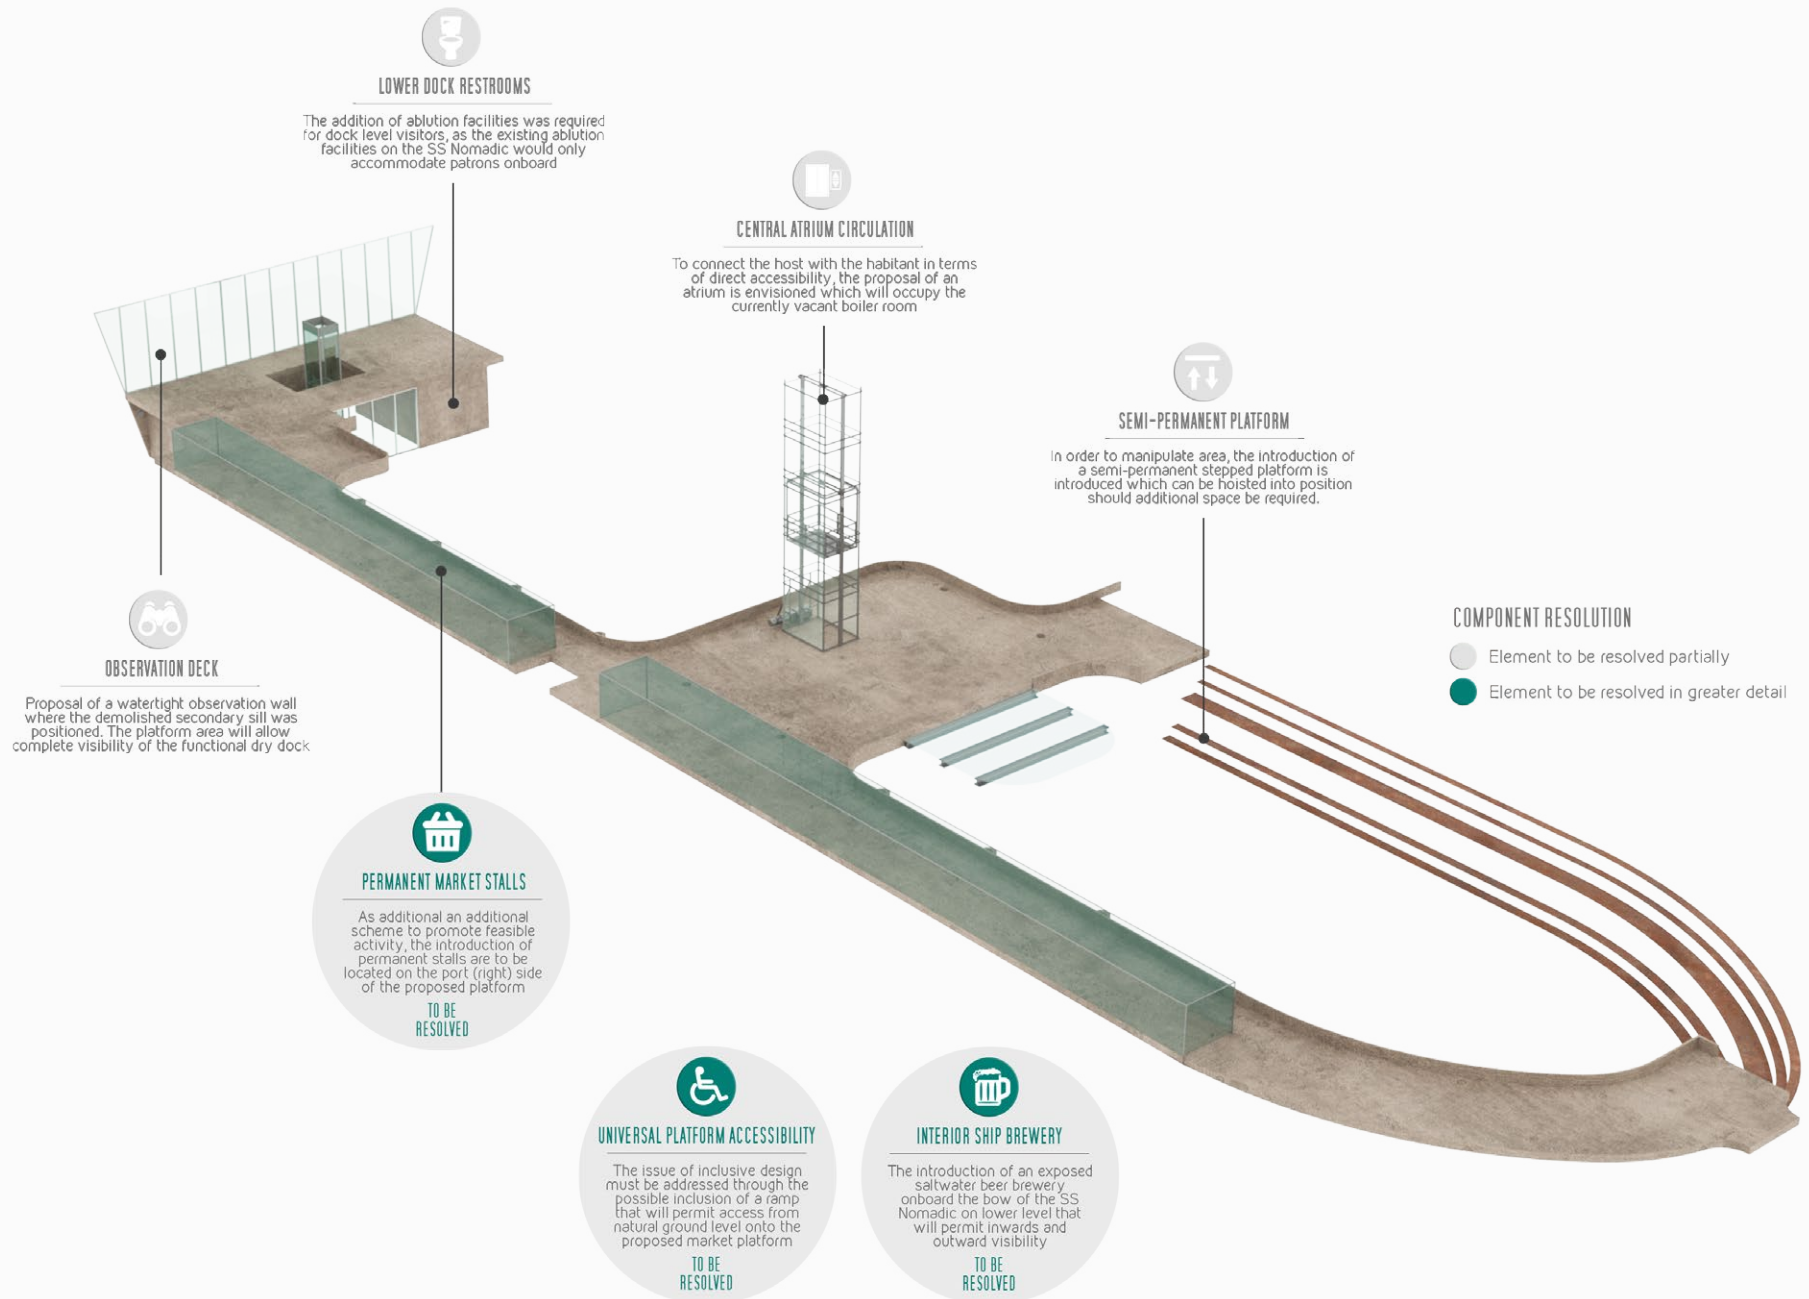 LOWER DOCK RESTROOMS
The addition of ablution facilities was required
for dock level visitors, as the existing ablution
facilities on the SS Nomadic would only
accommodate patrons onboard
CENTRAL ATRIUM CIRCULATION
To connect the host with the habitant in terms
of direct accessibility, the proposal of an
atrium is envisioned which will occupy the
currently vacant boiler room
SEMI-PERMANENT PLATFORM
In order to manipulate area, the introduction of
a semi-permanent stepped platform is
introduced which can be hoisted into position
should additional space be required.
OBSERVATION DECK
Proposal of a watertight observation wall
where the demolished secondary sill was
positioned. The platform area will allow
complete visibility of the functional dry dock
COMPONENT RESOLUTION
Element to be resolved partially
Element to be resolved in greater detail
PERMANENT MARKET STALLS
As additional an additional
scheme to promote feasible
activity, the introduction of
permanent stalls are to be
located on the port (right) side
of the proposed platform
TO BE
RESOLVED
UNIVERSAL PLATFORM ACCESSIBILITY
The issue of inclusive design
must be addressed through the
possible inclusion of a ramp
that will permit access from
natural ground level onto the
proposed market platform
TO BE
RESOLVED
INTERIOR SHIP BREWERY
The introduction of an exposed
saltwater beer brewery
onboard the bow of the SS
Nomadic on lower level that
will permit inwards and
outward visibility
TO BE
RESOLVED